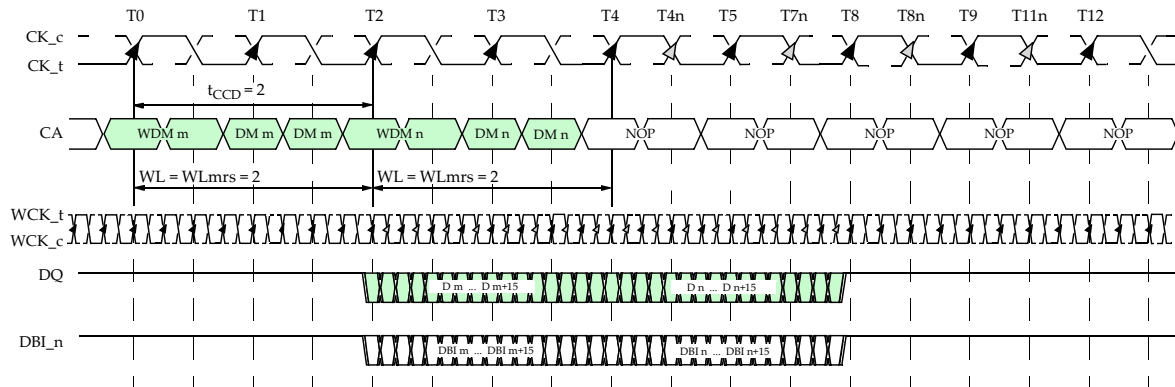 T0 T1 T2 T3 T4 T4n T5 T7n T8 T8n T9 T11n T12
CK_c
CK_t
tCCD = 2
CA WDM m DM m DM m WDM n DM n DM n NOP NOP NOP NOP NOP
WL = WLmrs = 2 WL = WLmrs = 2
WCK_t
WCK_c
DQ
D m ... D m+15 D n ... D n+15
DBI_n
DBI m ... DBI m+15 DBI n ... DBI n+15